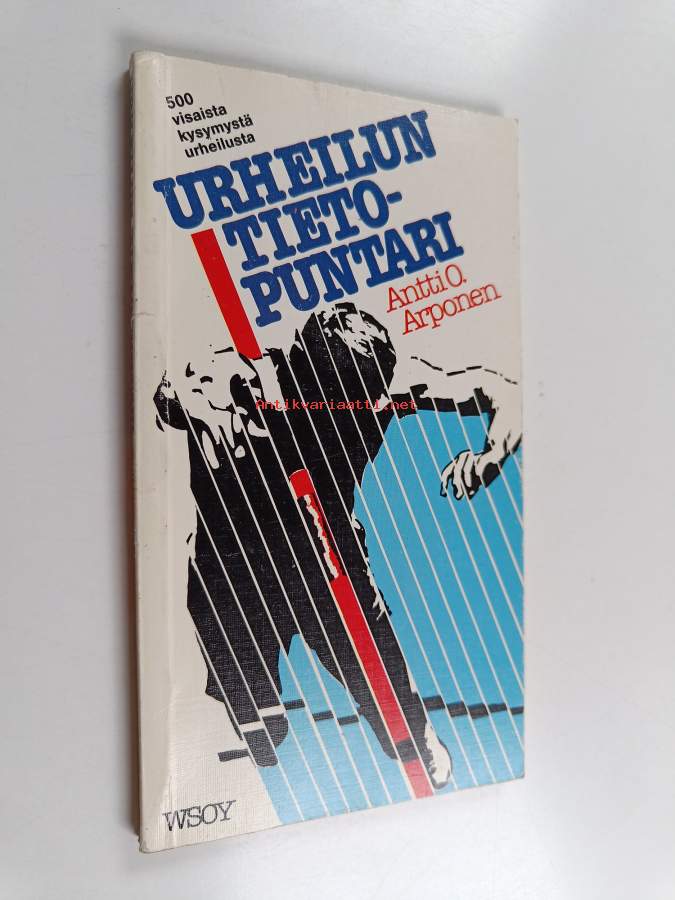 500
visaista
kysymystä
urheilusta
URHEILUN
TIETO-
PUNTARI
Antti O.
Arponen
Antikvariaatti.net
WSOY